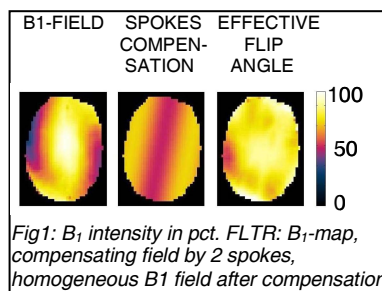 B1-FIELD SPOKES EFFECTIVE
COMPEN- FLIP
SATION ANGLE
100
50
0
Fig1: B₁ intensity in pct. FLTR: B₁-map,
compensating field by 2 spokes,
homogeneous B1 field after compensation